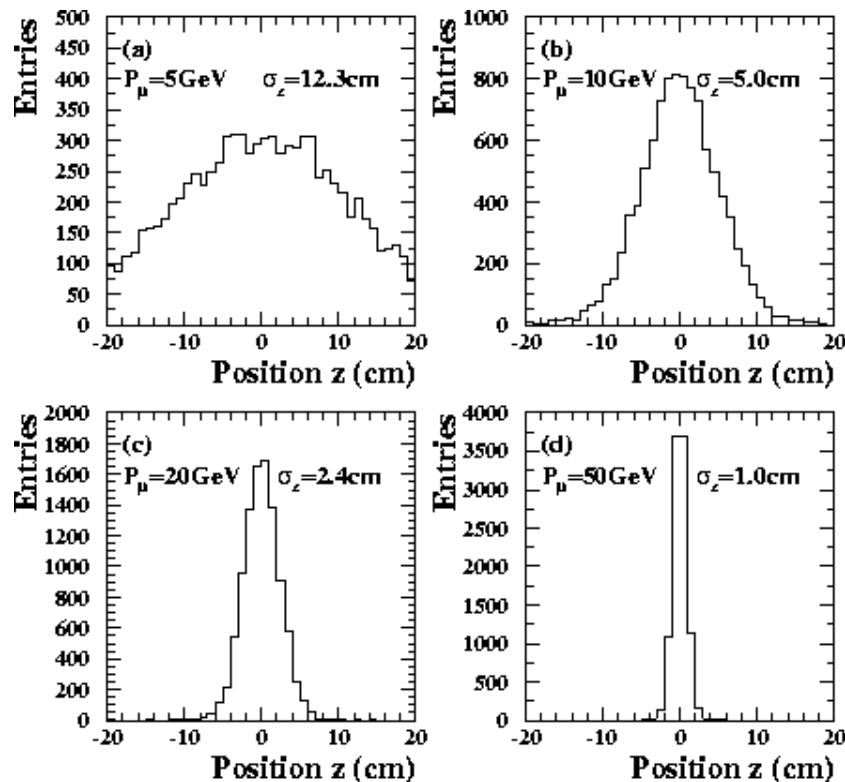 Entries
500
450
400
350
300
250
200
150
100
50
0
(a)
Pμ=5GeV σz=12.3cm
-20 -10 0 10 20
Position z (cm)
Entries
1000
800
600
400
200
0
(b)
Pμ=10GeV σz=5.0cm
-20 -10 0 10 20
Position z (cm)
Entries
2000
1800
1600
1400
1200
1000
800
600
400
200
0
(c)
Pμ=20GeV σz=2.4cm
-20 -10 0 10 20
Position z (cm)
Entries
4000
3500
3000
2500
2000
1500
1000
500
0
(d)
Pμ=50GeV σz=1.0cm
-20 -10 0 10 20
Position z (cm)